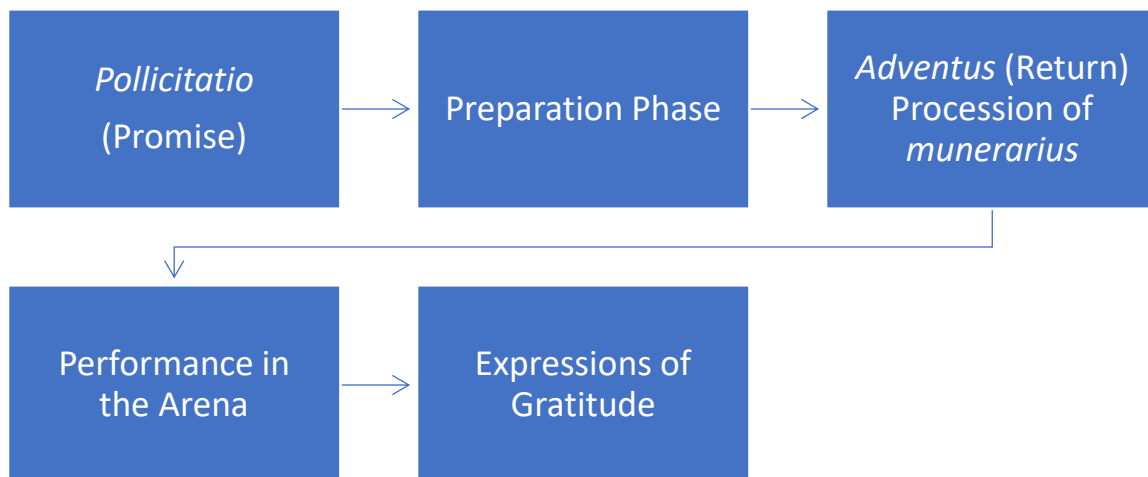 Pollicitatio
(Promise)
Preparation Phase
Adventus (Return)
Procession of
munerarius
Performance in
the Arena
Expressions of
Gratitude